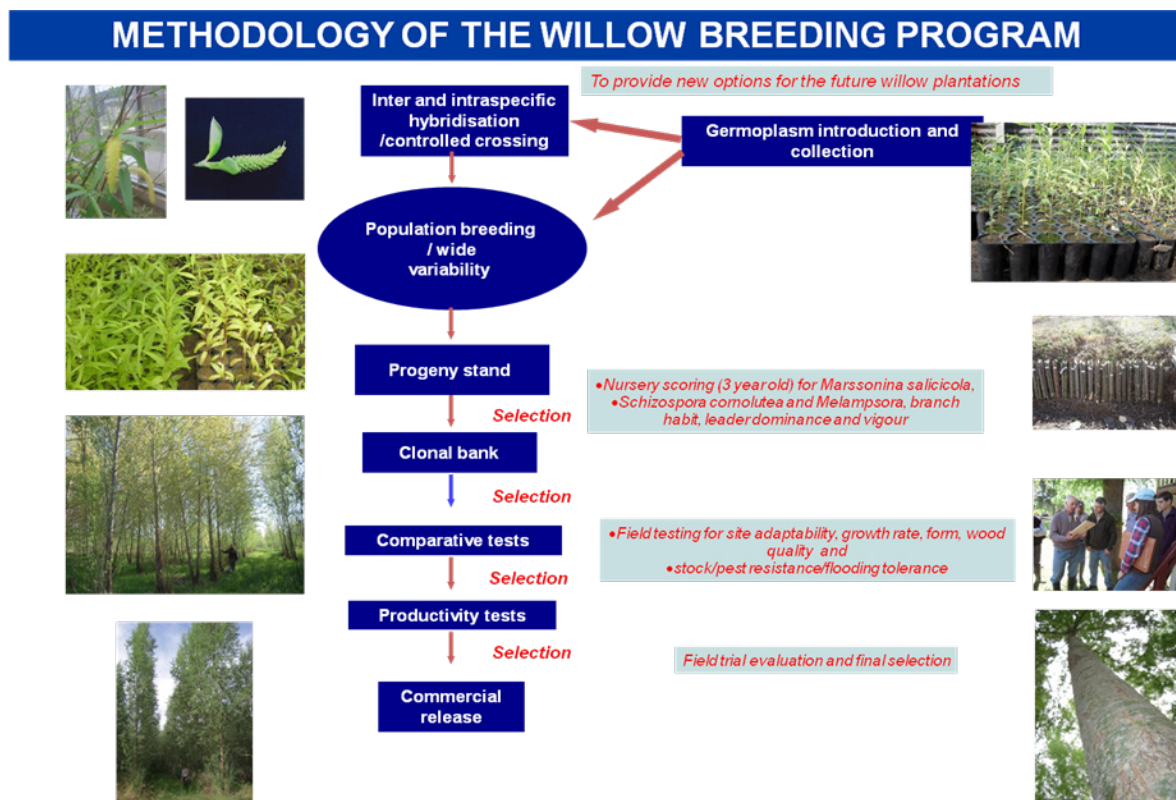 METHODOLOGY OF THE WILLOW BREEDING PROGRAM
To provide new options for the future willow plantations
Inter and intraspecific
hybridisation
/controlled crossing
Germoplasm introduction and
collection
Population breeding
/ wide
variability
Progeny stand
•Nursery scoring (3 year old) for Marssonina salicicola,
•Schizospora comolutea and Melampsora, branch
habit, leader dominance and vigour
Selection
Clonal bank
Selection
Comparative tests
•Field testing for site adaptability, growth rate, form, wood
quality and
•stock/pest resistance/flooding tolerance
Selection
Productivity tests
Selection
Field trial evaluation and final selection
Commercial
release